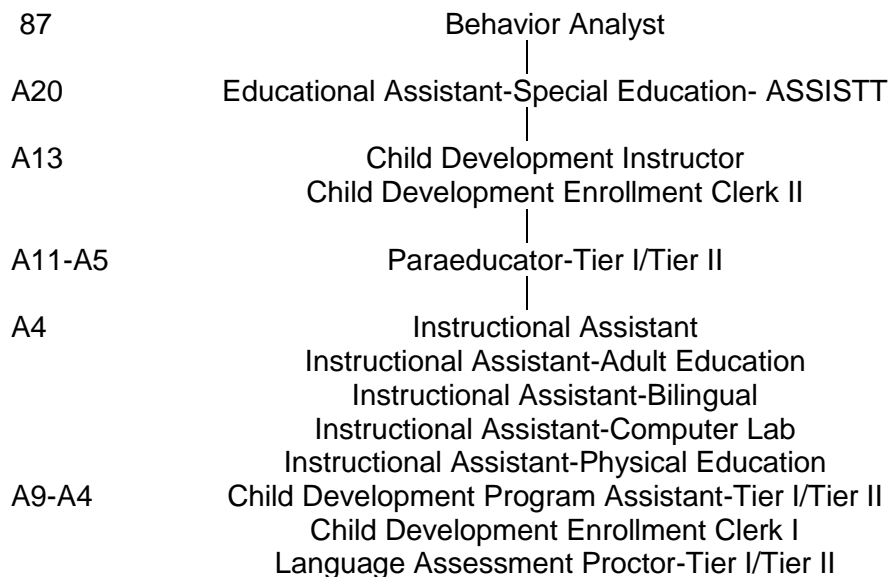 87 Behavior Analyst
A20 Educational Assistant-Special Education- ASSISTT
A13 Child Development Instructor
Child Development Enrollment Clerk II
A11-A5 Paraeducator-Tier I/Tier II
A4 Instructional Assistant
Instructional Assistant-Adult Education
Instructional Assistant-Bilingual
Instructional Assistant-Computer Lab
Instructional Assistant-Physical Education
A9-A4 Child Development Program Assistant-Tier I/Tier II
Child Development Enrollment Clerk I
Language Assessment Proctor-Tier I/Tier II